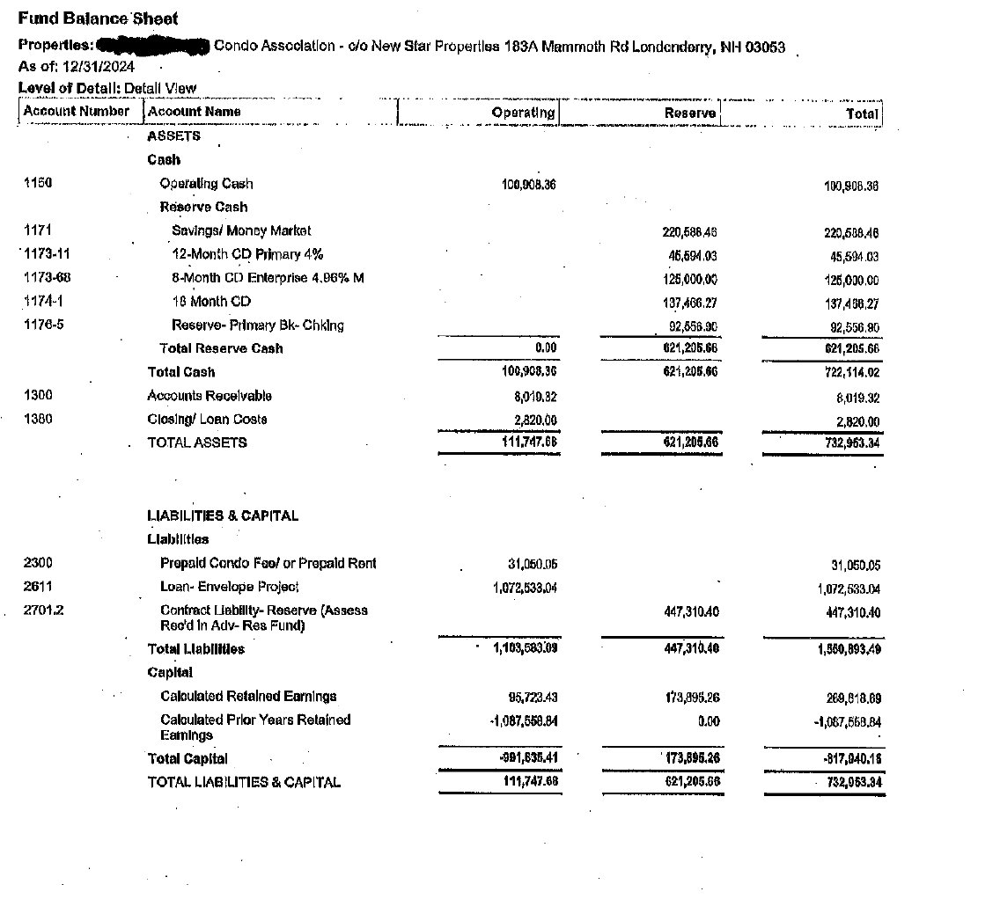 Fund Balance Sheet
Properties: Condo Association - c/o New Star Properties 183A Mammoth Rd Londonderry, NH 03053
As of: 12/31/2024
Level of Detail: Detail View
Account Number Account Name Operating Reserve Total
ASSETS
Cash
1150 Operating Cash 100,908.36 100,908.36
Reserve Cash
1171 Savings/ Money Market 220,588.46 220,588.46
1173-11 12-Month CD Primary 4% 45,594.03 45,594.03
1173-68 8-Month CD Enterprise 4.96% M 125,000.00 125,000.00
1174-1 18 Month CD 137,466.27 137,466.27
1176-5 Reserve- Primary Bk- Chking 92,556.90 92,556.90
Total Reserve Cash 0.00 621,205.66 621,205.66
Total Cash 100,908.36 621,205.66 722,114.02
1300 Accounts Receivable 8,019.32 8,019.32
1380 Closing/ Loan Costs 2,820.00 2,820.00
TOTAL ASSETS 111,747.68 621,205.66 732,953.34
LIABILITIES & CAPITAL
Liabilities
2300 Prepaid Condo Fee/ or Prepaid Rent 31,050.05 31,050.05
2611 Loan- Envelope Project 1,072,533.04 1,072,533.04
2701.2 Contract Liability- Reserve (Assess 447,310.40 447,310.40
Rec'd in Adv- Res Fund)
Total Liabilities 1,103,583.09 447,310.40 1,550,893.49
Capital
Calculated Retained Earnings 95,723.43 173,895.26 269,618.69
Calculated Prior Years Retained -1,087,558.84 0.00 -1,087,558.84
Earnings
Total Capital -991,835.41 173,895.26 -817,940.15
TOTAL LIABILITIES & CAPITAL 111,747.68 621,205.66 732,953.34